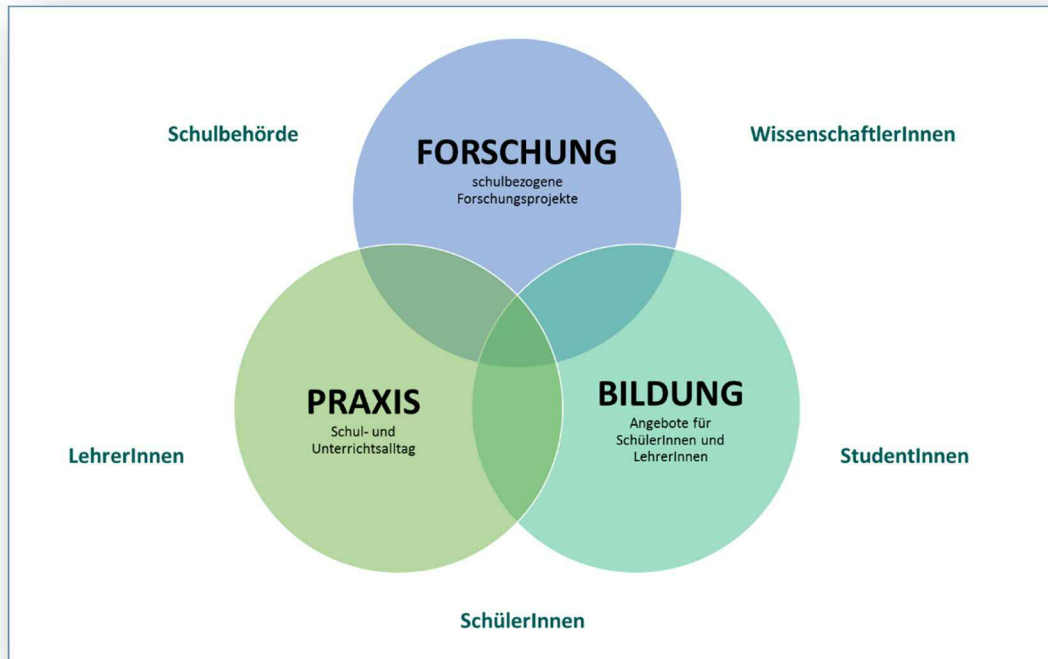 Schulbehörde
WissenschaftlerInnen
FORSCHUNG
schulbezogene
Forschungsprojekte
PRAXIS
Schul- und
Unterrichtsalltag
BILDUNG
Angebote für
SchülerInnen und
LehrerInnen
LehrerInnen
StudentInnen
SchülerInnen